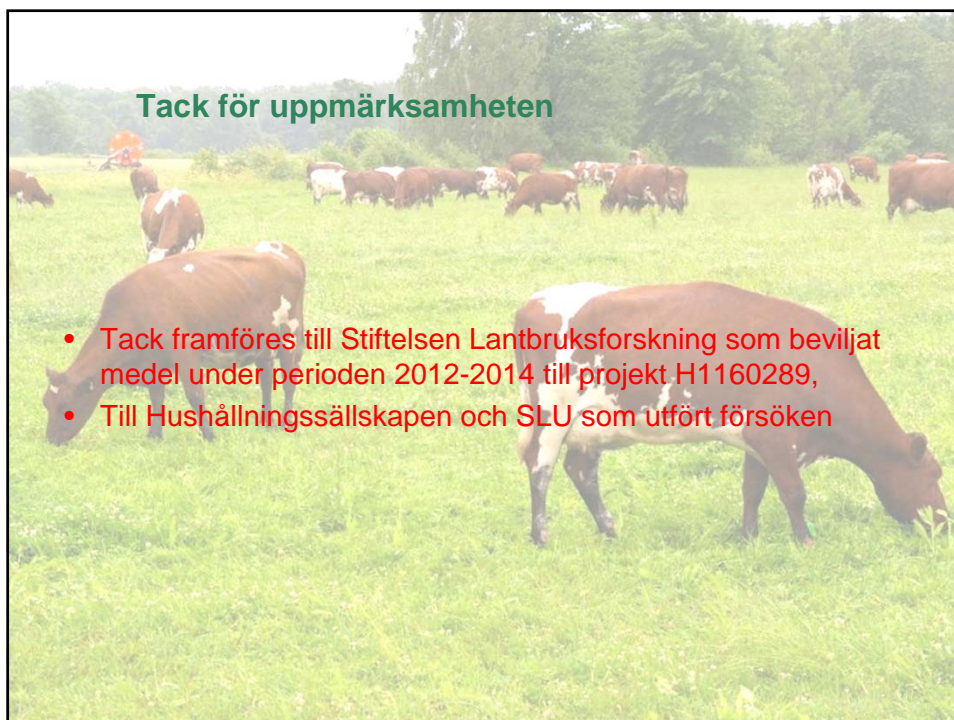 Tack för uppmärksamheten
• Tack framföres till Stiftelsen Lantbruksforskning som beviljat
medel under perioden 2012-2014 till projekt H1160289,
• Till Hushållningssällskapen och SLU som utfört försöken